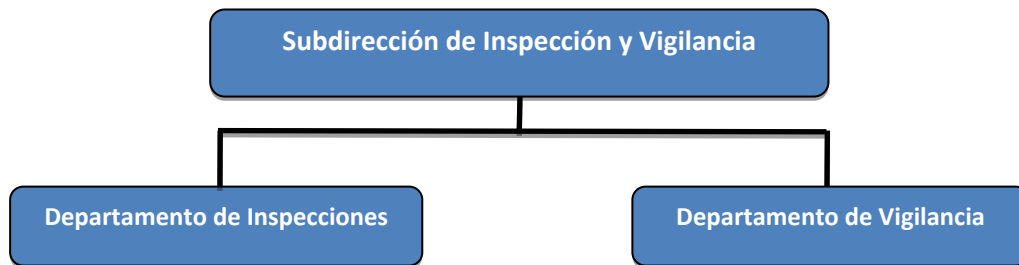 Subdirección de Inspección y Vigilancia
Departamento de Inspecciones
Departamento de Vigilancia